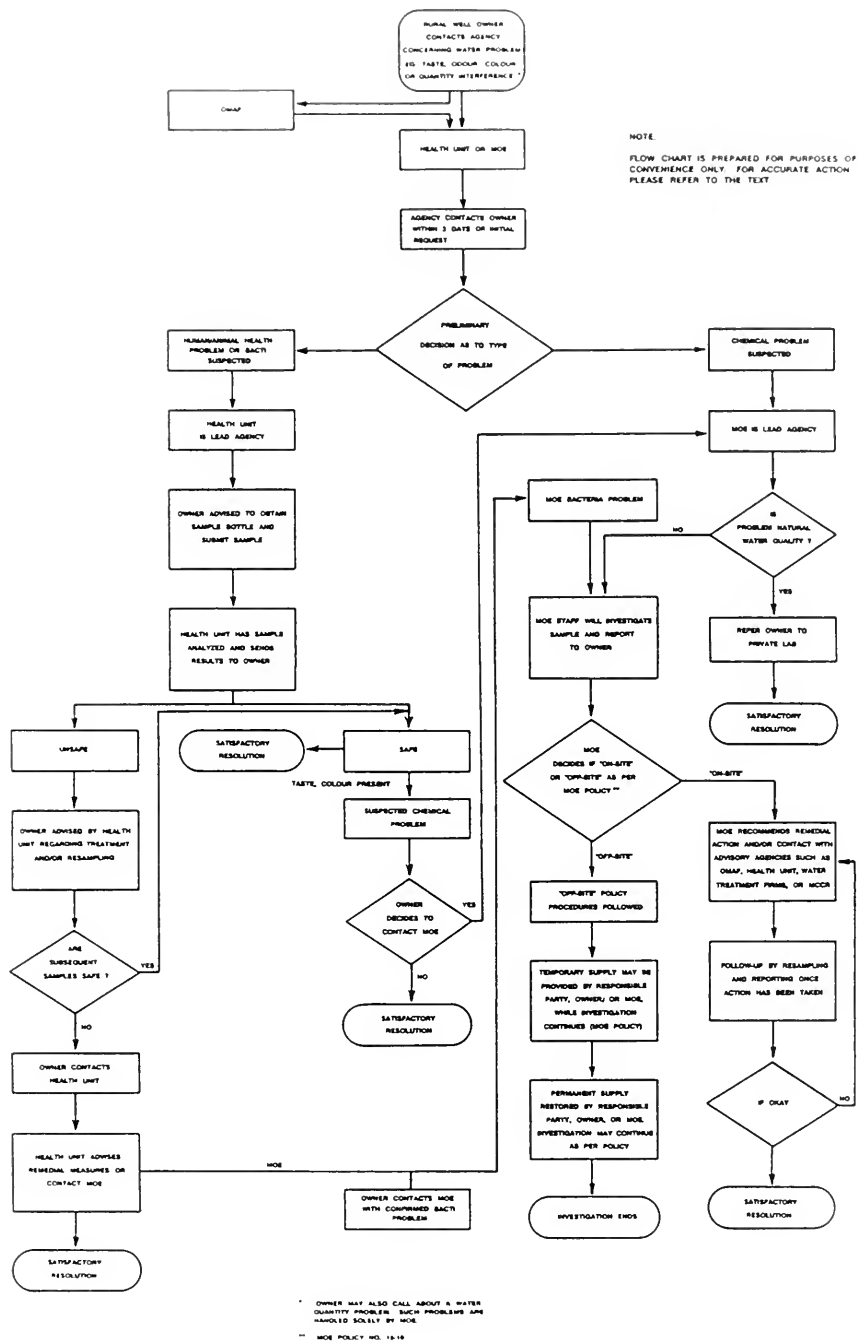 RURAL WELL OWNER
CONTACTS AGENCY
CONCERNING WATER PROBLEM
EG. TASTE, ODOUR COLOUR
OR QUANTITY INTERFERENCE *
OMAF
HEALTH UNIT OR MOE
NOTE:
FLOW CHART IS PREPARED FOR PURPOSES OF
CONVENIENCE ONLY. FOR ACCURATE ACTION
PLEASE REFER TO THE TEXT
AGENCY CONTACTS OWNER
WITHIN 3 DAYS OF INITIAL
REQUEST
PRELIMINARY
DECISION AS TO TYPE
OF PROBLEM
HUMAN/ANIMAL HEALTH
PROBLEM OR BACTI
SUSPECTED
CHEMICAL PROBLEM
SUSPECTED
HEALTH UNIT
IS LEAD AGENCY
MOE IS LEAD AGENCY
OWNER ADVISED TO OBTAIN
SAMPLE BOTTLE AND
SUBMIT SAMPLE
MOE BACTERIA PROBLEM
IS
PROBLEM NATURAL
WATER QUALITY ?
NO
YES
HEALTH UNIT HAS SAMPLE
ANALYZED AND SENDS
RESULTS TO OWNER
MOE STAFF WILL INVESTIGATE
SAMPLE AND REPORT
TO OWNER
REFER OWNER TO
PRIVATE LAB
SATISFACTORY
RESOLUTION
UNSAFE
SATISFACTORY
RESOLUTION
SAFE
TASTE, COLOUR PRESENT
MOE
DECIDES IF "ON-SITE"
OR "OFF-SITE" AS PER
MOE POLICY **
"ON-SITE"
"OFF-SITE"
OWNER ADVISED BY HEALTH
UNIT REGARDING TREATMENT
AND/OR RESAMPLING
SUSPECTED CHEMICAL
PROBLEM
MOE RECOMMENDS REMEDIAL
ACTION AND/OR CONTACT WITH
ADVISORY AGENCIES SUCH AS
OMAF, HEALTH UNIT, WATER
TREATMENT FIRMS, OR MCCR
OWNER
DECIDES TO
CONTACT MOE
YES
NO
"OFF-SITE" POLICY
PROCEDURES FOLLOWED
ARE
SUBSEQUENT
SAMPLES SAFE ?
YES
NO
TEMPORARY SUPPLY MAY BE
PROVIDED BY RESPONSIBLE
PARTY, OWNER, OR MOE,
WHILE INVESTIGATION
CONTINUES (MOE POLICY)
FOLLOW-UP BY RESAMPLING
AND REPORTING ONCE
ACTION HAS BEEN TAKEN
SATISFACTORY
RESOLUTION
OWNER CONTACTS
HEALTH UNIT
PERMANENT SUPPLY
RESTORED BY RESPONSIBLE
PARTY, OWNER, OR MOE.
INVESTIGATION MAY CONTINUE
AS PER POLICY
IF OKAY
NO
HEALTH UNIT ADVISES
REMEDIAL MEASURES OR
CONTACT MOE
MOE
OWNER CONTACTS MOE
WITH CONFIRMED BACTI
PROBLEM
INVESTIGATION ENDS
SATISFACTORY
RESOLUTION
SATISFACTORY
RESOLUTION
* OWNER MAY ALSO CALL ABOUT A WATER
QUANTITY PROBLEM. SUCH PROBLEMS ARE
HANDLED SOLELY BY MOE
** MOE POLICY NO.